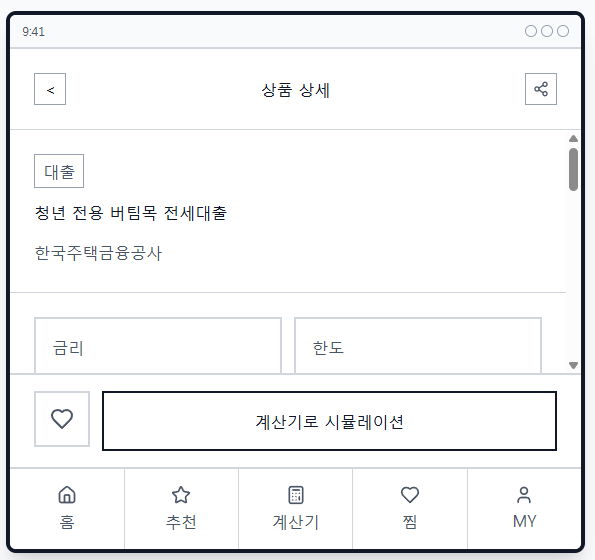 9:41
<
상품 상세
대출
청년 전용 버팀목 전세대출
한국주택금융공사
금리
한도
계산기로 시뮬레이션
홈
추천
계산기
찜
MY